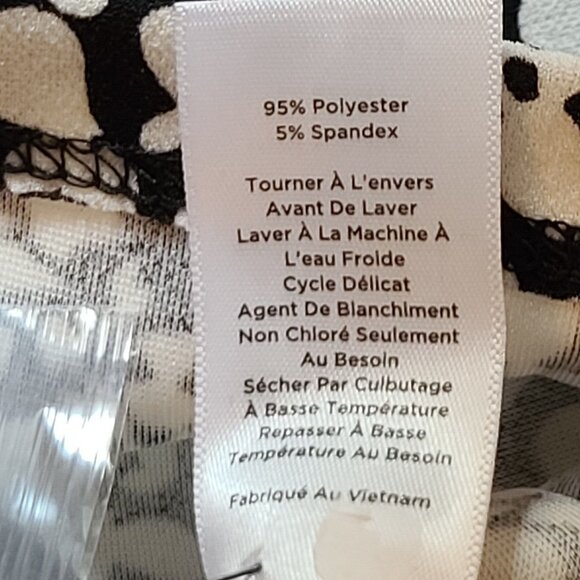 95% Polyester
5% Spandex
Tourner À L'envers
Avant De Laver
Laver À La Machine À
L'eau Froide
Cycle Délicat
Agent De Blanchiment
Non Chloré Seulement
Au Besoin
Sécher Par Culbutage
À Basse Température
Repasser À Basse
Température Au Besoin
Fabriqué Au Vietnam